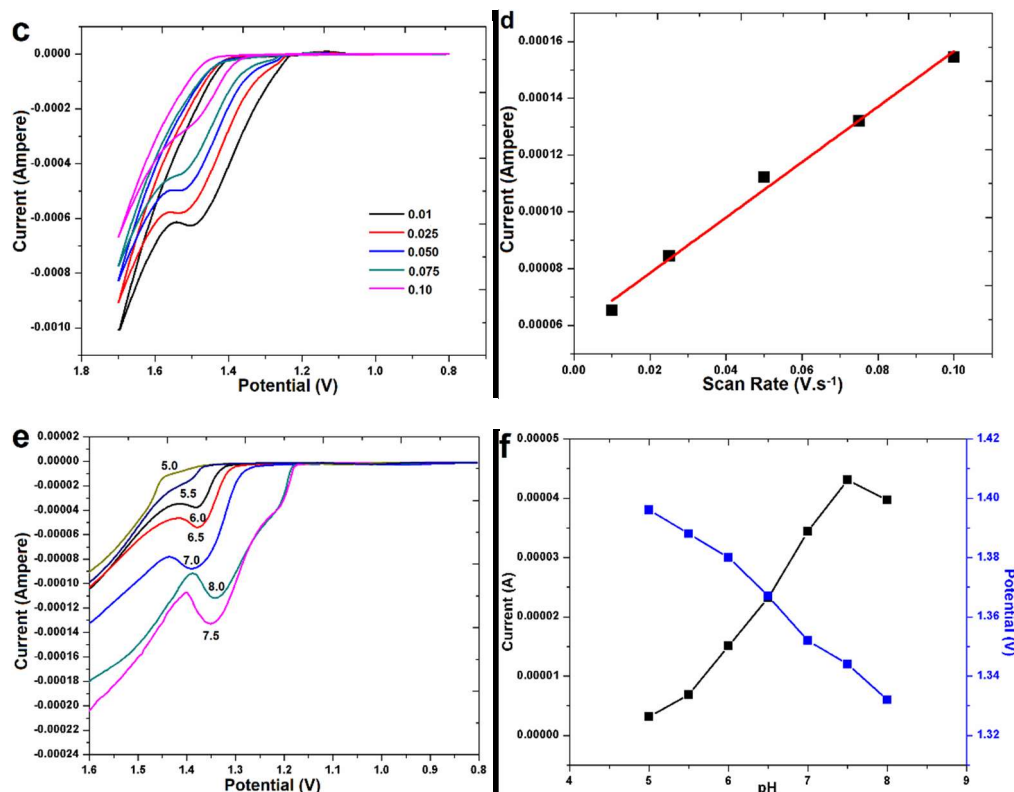 c
0.0000
-0.0002
-0.0004
-0.0006
-0.0008
-0.0010
Current (Ampere)
0.01
0.025
0.050
0.075
0.10
1.8 1.6 1.4 1.2 1.0 0.8
Potential (V)
d
0.00016
0.00014
0.00012
0.00010
0.00008
0.00006
Current (Ampere)
0.00 0.02 0.04 0.06 0.08 0.10
Scan Rate (V.s-1)
e
0.00002
0.00000
-0.00002
-0.00004
-0.00006
-0.00008
-0.00010
-0.00012
-0.00014
-0.00016
-0.00018
-0.00020
-0.00022
-0.00024
Current (Ampere)
5.0
5.5
6.0
6.5
7.0
8.0
7.5
1.6 1.5 1.4 1.3 1.2 1.1 1.0 0.9 0.8
Potential (V)
f
0.00005
0.00004
0.00003
0.00002
0.00001
0.00000
Current (A)
1.42
1.40
1.38
1.36
1.34
1.32
Potential (V)
4 5 6 7 8 9
pH